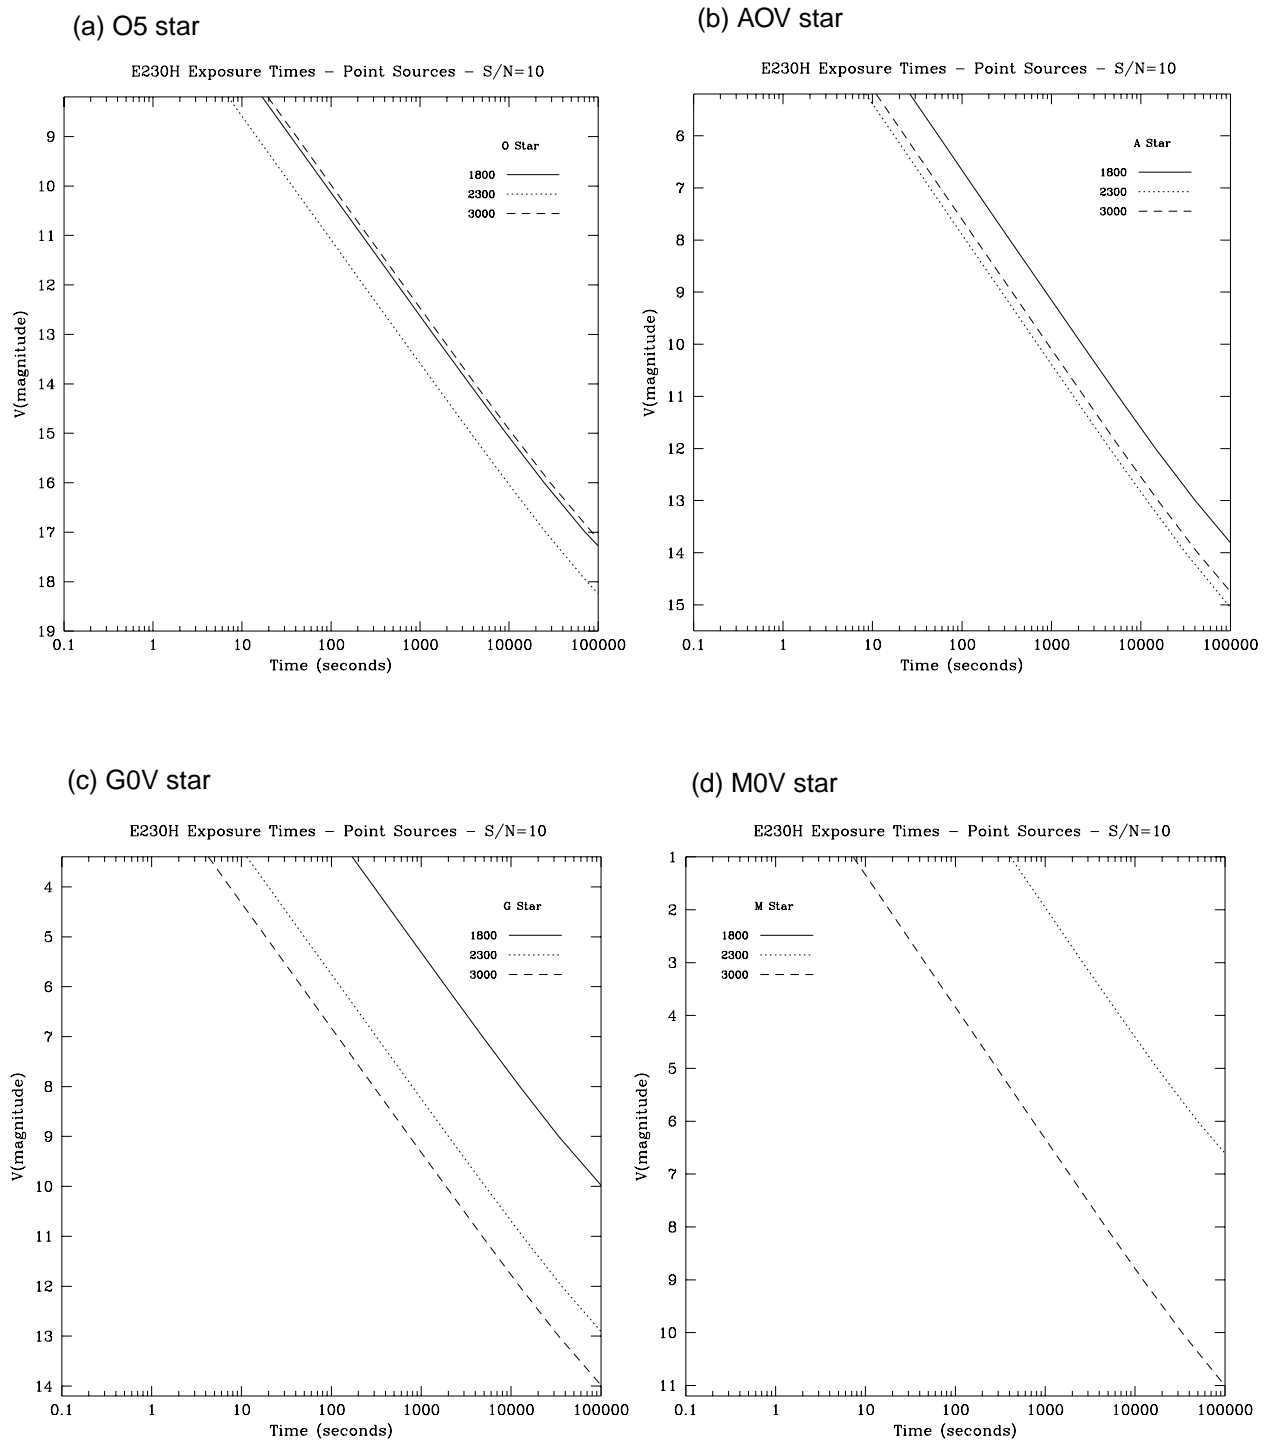 (a) O5 star
E230H Exposure Times – Point Sources – S/N=10
O Star
1800
2300
3000
9
10
11
12
13
14
15
16
17
18
19
V(magnitude)
0.1 1 10 100 1000 10000 100000
Time (seconds)
(b) AOV star
E230H Exposure Times – Point Sources – S/N=10
A Star
1800
2300
3000
6
7
8
9
10
11
12
13
14
15
V(magnitude)
0.1 1 10 100 1000 10000 100000
Time (seconds)
(c) G0V star
E230H Exposure Times – Point Sources – S/N=10
G Star
1800
2300
3000
4
5
6
7
8
9
10
11
12
13
14
V(magnitude)
0.1 1 10 100 1000 10000 100000
Time (seconds)
(d) M0V star
E230H Exposure Times – Point Sources – S/N=10
M Star
1800
2300
3000
1
2
3
4
5
6
7
8
9
10
11
V(magnitude)
0.1 1 10 100 1000 10000 100000
Time (seconds)